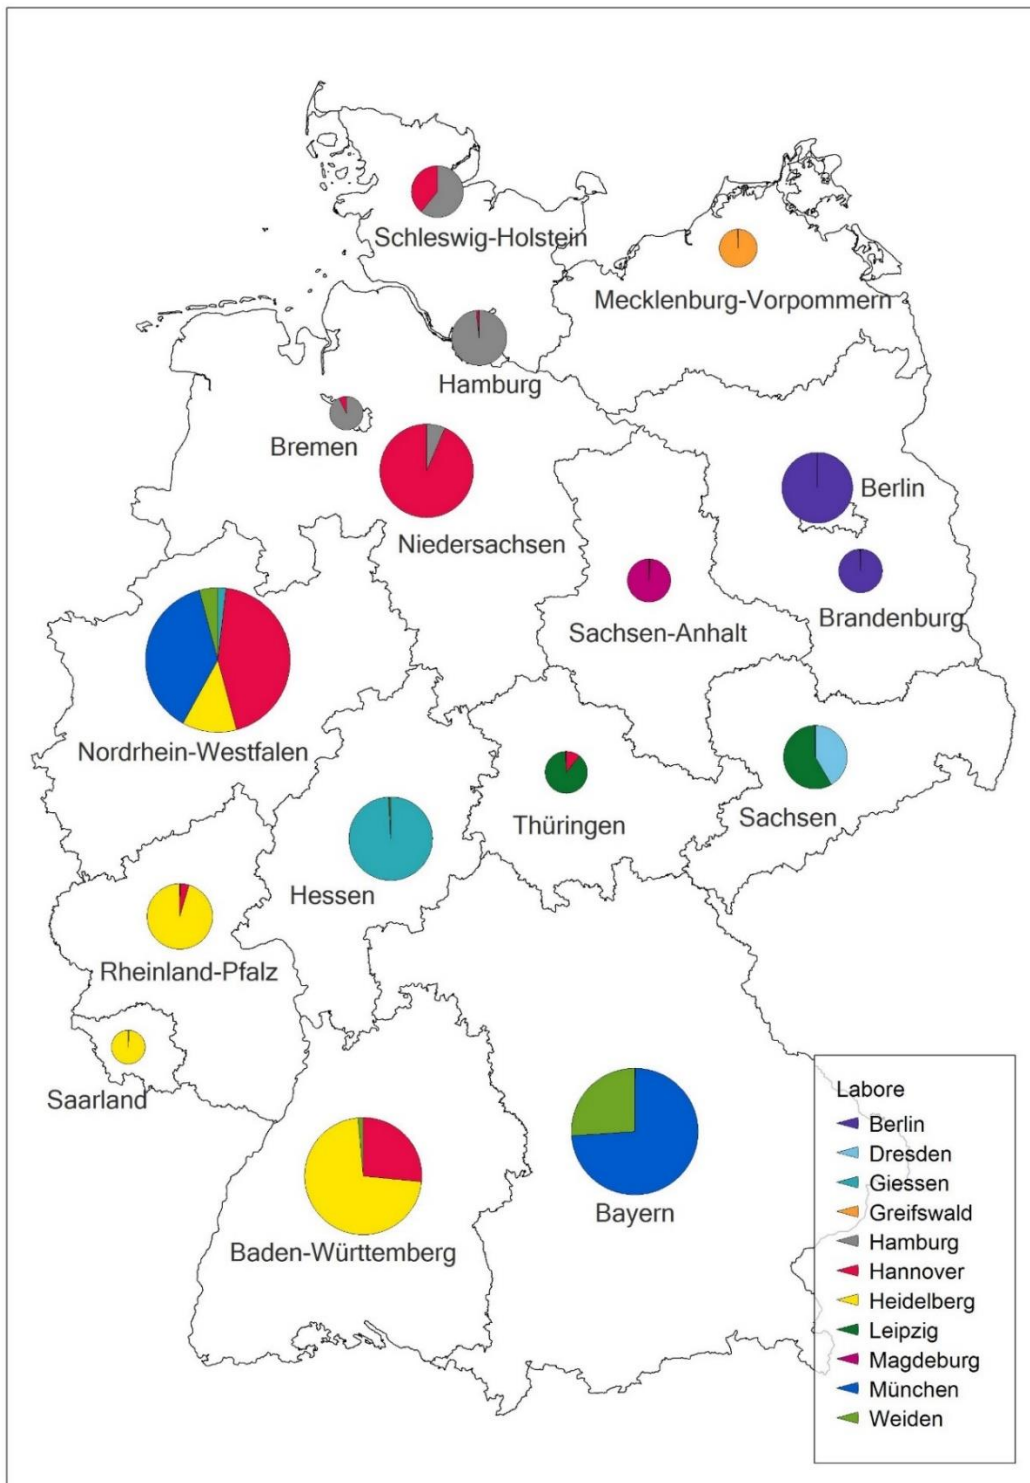 Schleswig-Holstein
Mecklenburg-Vorpommern
Hamburg
Bremen
Niedersachsen
Berlin
Brandenburg
Sachsen-Anhalt
Nordrhein-Westfalen
Thüringen
Sachsen
Hessen
Rheinland-Pfalz
Saarland
Baden-Württemberg
Bayern
Labore
Berlin
Dresden
Giessen
Greifswald
Hamburg
Hannover
Heidelberg
Leipzig
Magdeburg
München
Weiden